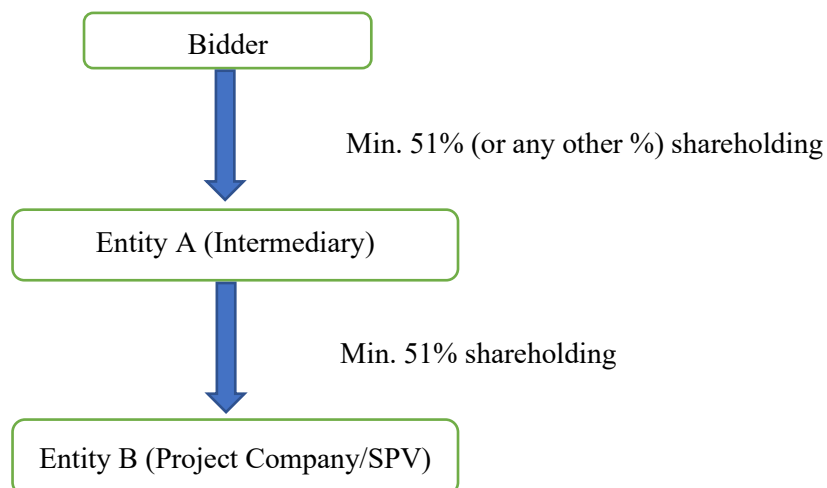 Bidder
Min. 51% (or any other %) shareholding
Entity A (Intermediary)
Min. 51% shareholding
Entity B (Project Company/SPV)